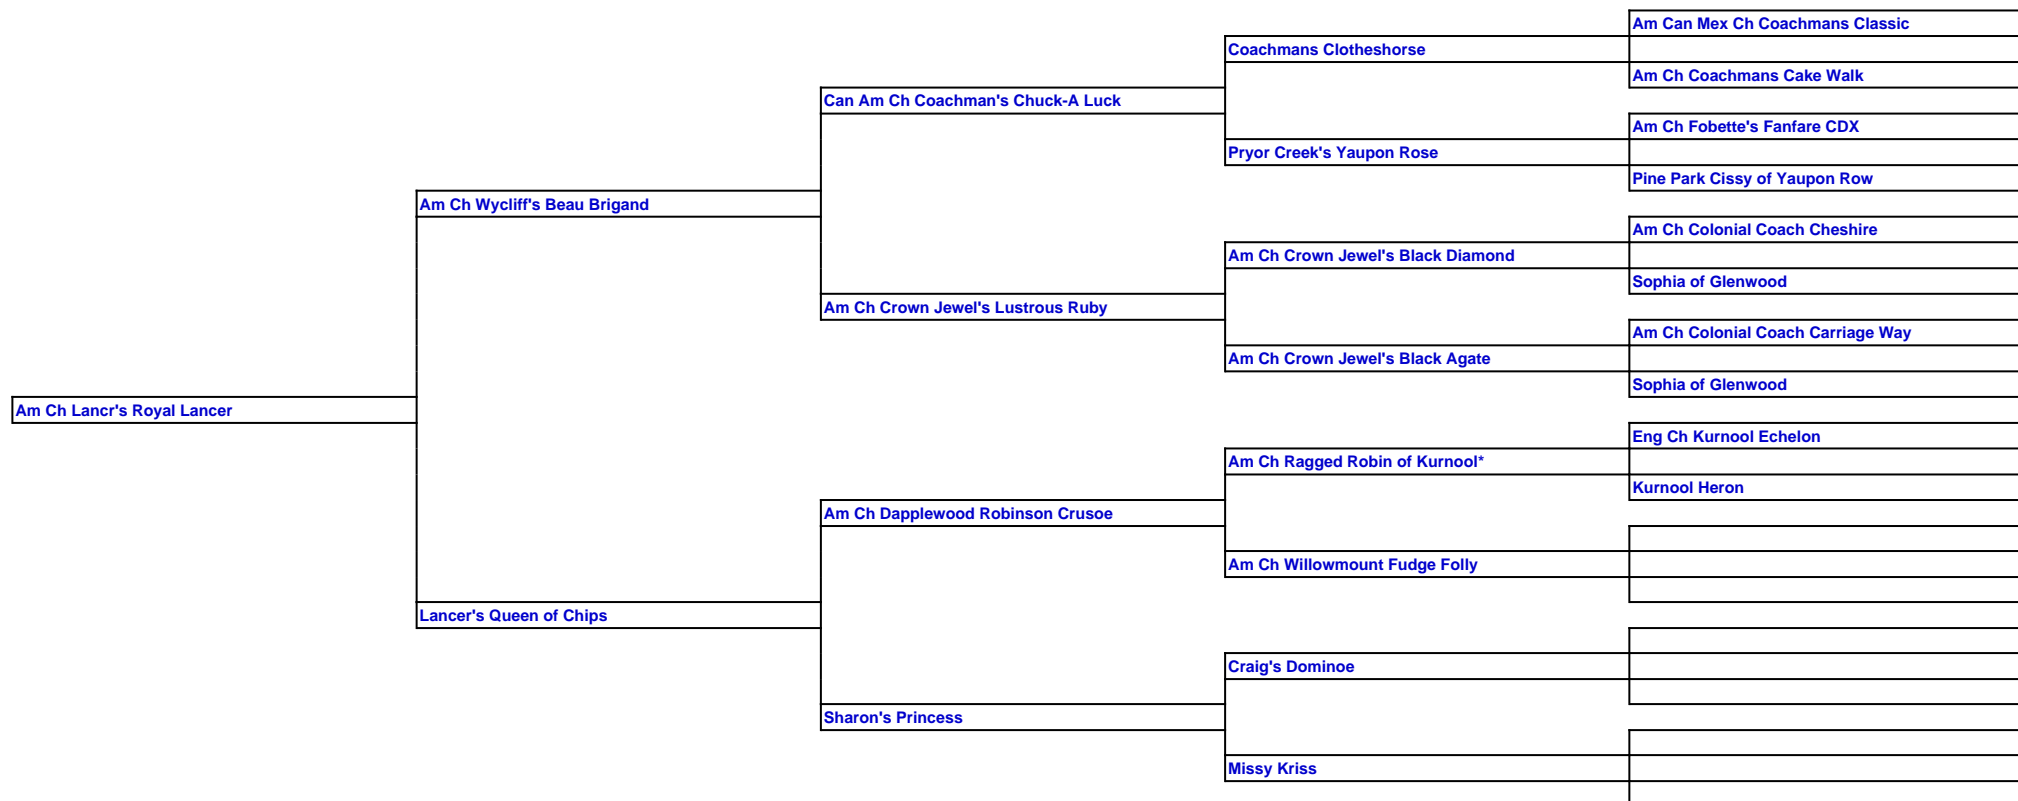 Am Can Mex Ch Coachmans Classic
Coachmans Clotheshorse
Am Ch Coachmans Cake Walk
Can Am Ch Coachman's Chuck-A Luck
Am Ch Fobette's Fanfare CDX
Pryor Creek's Yaupon Rose
Pine Park Cissy of Yaupon Row
Am Ch Wycliff's Beau Brigand
Am Ch Colonial Coach Cheshire
Am Ch Crown Jewel's Black Diamond
Sophia of Glenwood
Am Ch Crown Jewel's Lustrous Ruby
Am Ch Colonial Coach Carriage Way
Am Ch Crown Jewel's Black Agate
Sophia of Glenwood
Am Ch Lancr's Royal Lancer
Eng Ch Kurnool Echelon
Am Ch Ragged Robin of Kurnool*
Kurnool Heron
Am Ch Dapplewood Robinson Crusoe
Am Ch Willowmount Fudge Folly
Lancer's Queen of Chips
Craig's Dominoe
Sharon's Princess
Missy Kriss